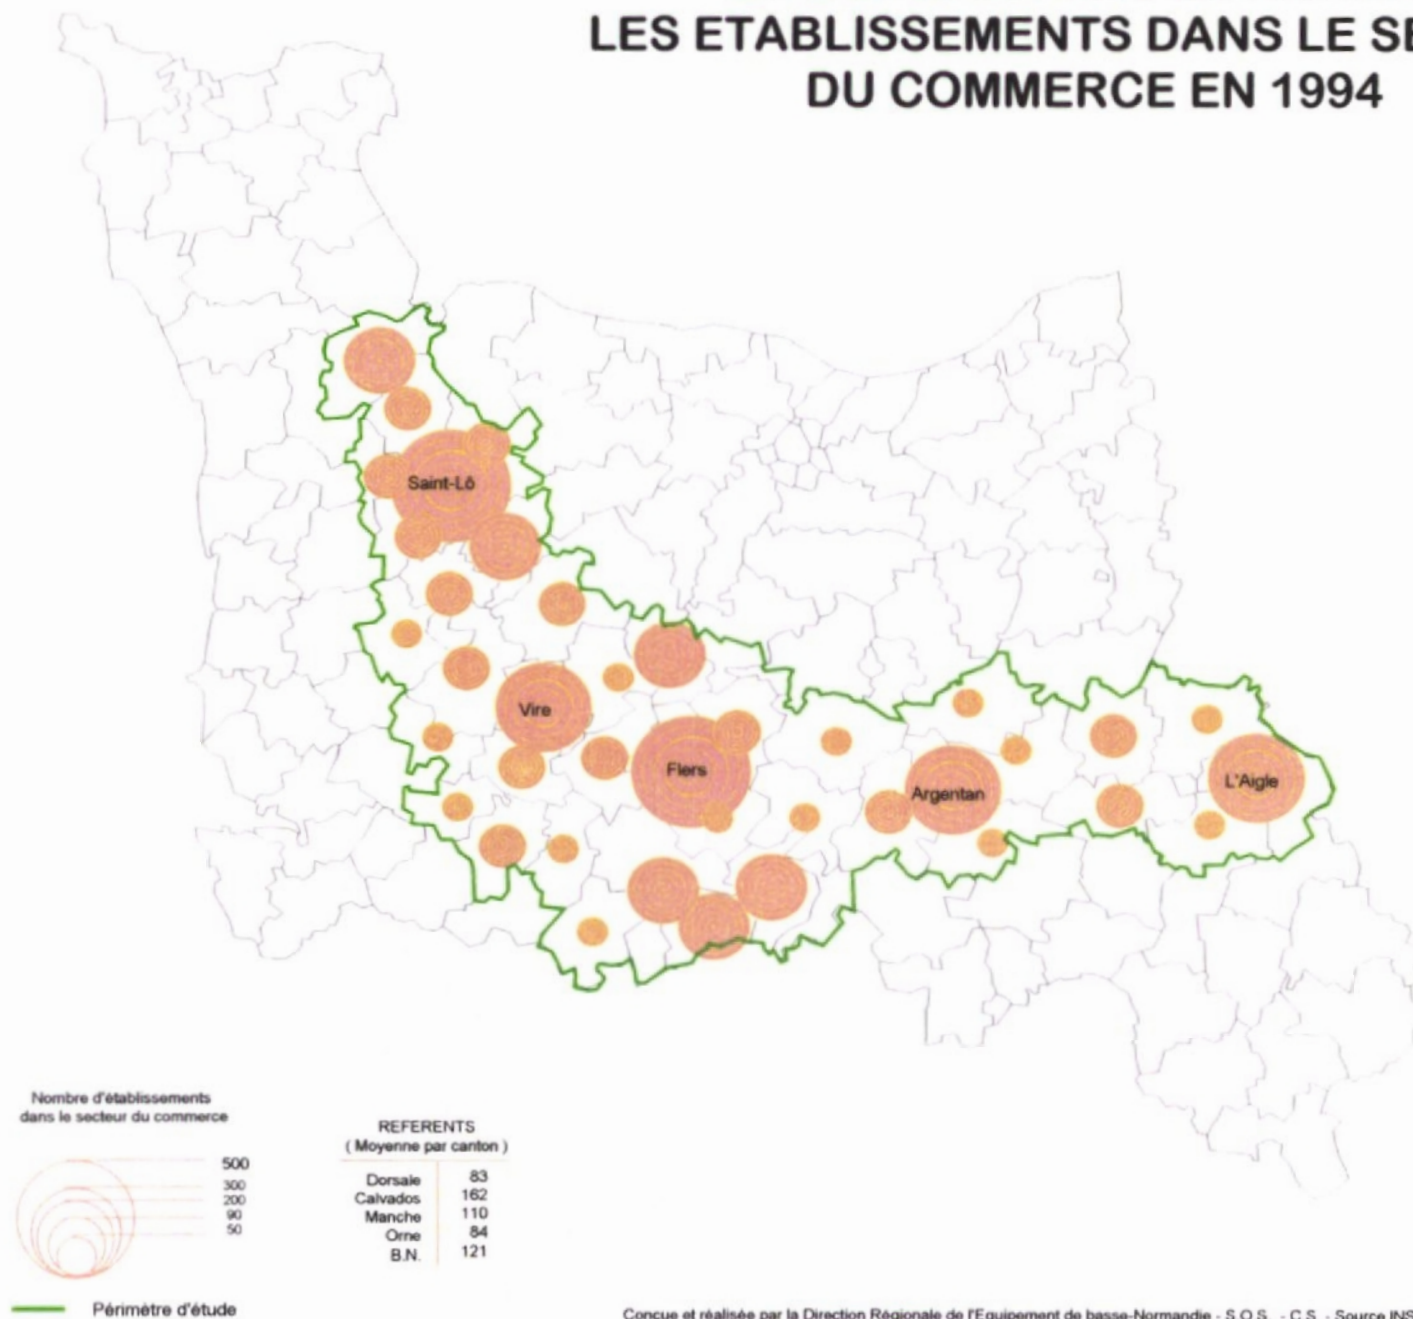 LES ETABLISSEMENTS DANS LE SE
DU COMMERCE EN 1994
Saint-Lô
Vire
Flers
Argentan
L'Aigle
Nombre d'établissements
dans le secteur du commerce
500
300
200
90
50
REFERENTS
( Moyenne par canton )
Dorsale 83
Calvados 162
Manche 110
Orne 84
B.N. 121
Périmètre d'étude
Conçue et réalisée par la Direction Régionale de l'Equipement de basse-Normandie - S.O.S. - C.S. - Source INS